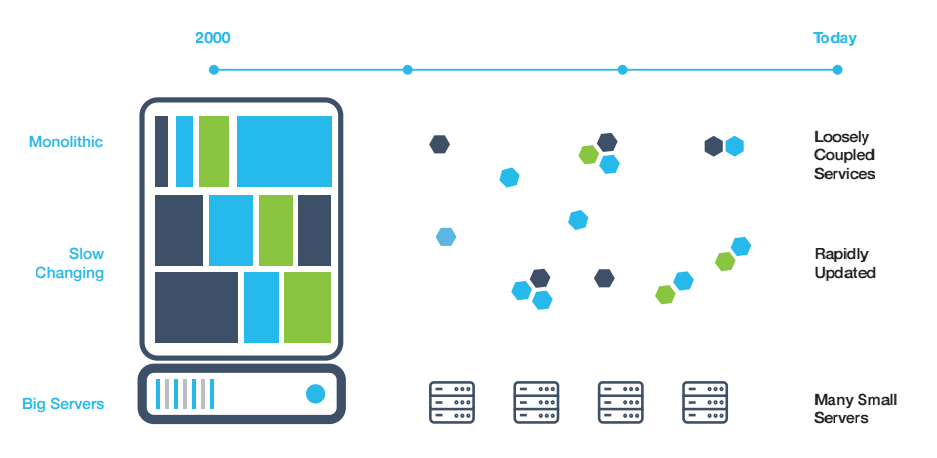 2000
Today
Monolithic
Loosely
Coupled
Services
Slow
Changing
Rapidly
Updated
Big Servers
Many Small
Servers